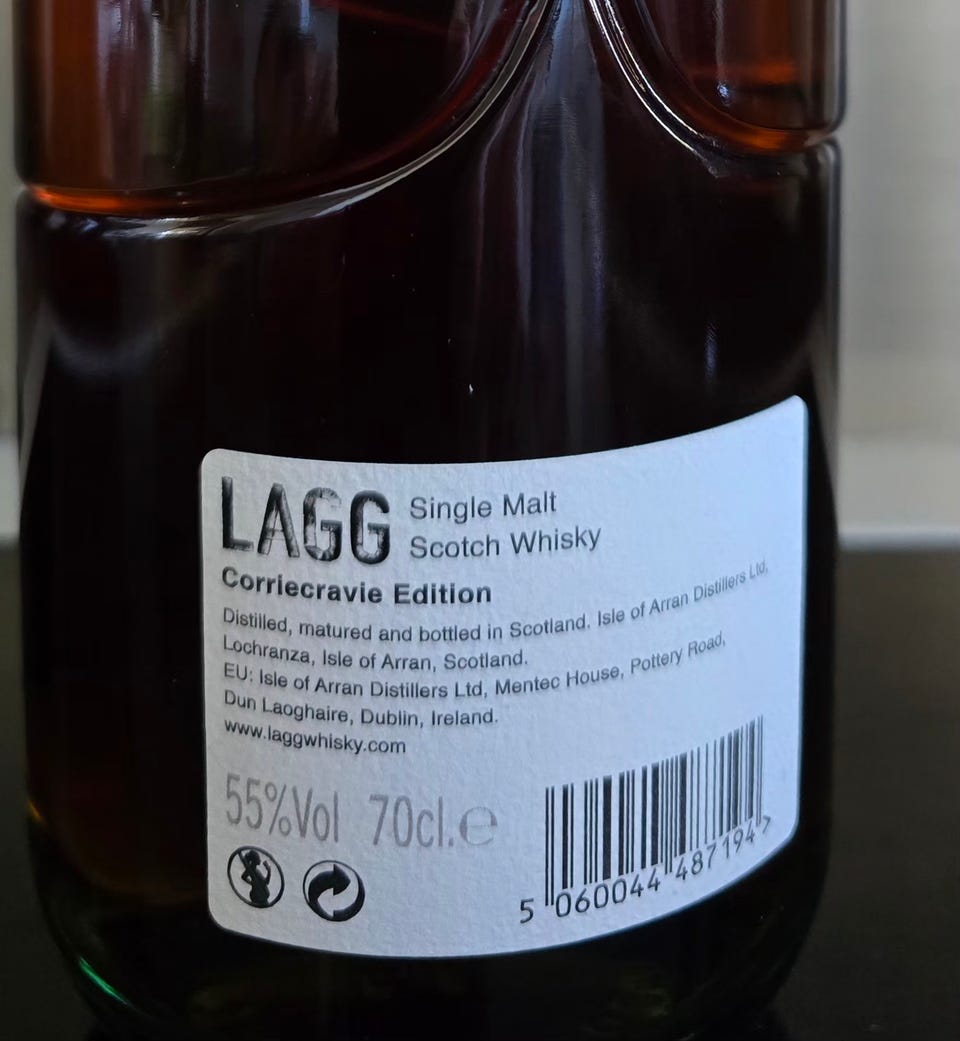 LAGG Single Malt
Scotch Whisky
Corriecravie Edition
Distilled, matured and bottled in Scotland. Isle of Arran Distillers Ltd,
Lochranza, Isle of Arran, Scotland.
EU: Isle of Arran Distillers Ltd, Mentec House, Pottery Road,
Dun Laoghaire, Dublin, Ireland.
www.laggwhisky.com
55%Vol 70cl.℮
5 060044 487194 >